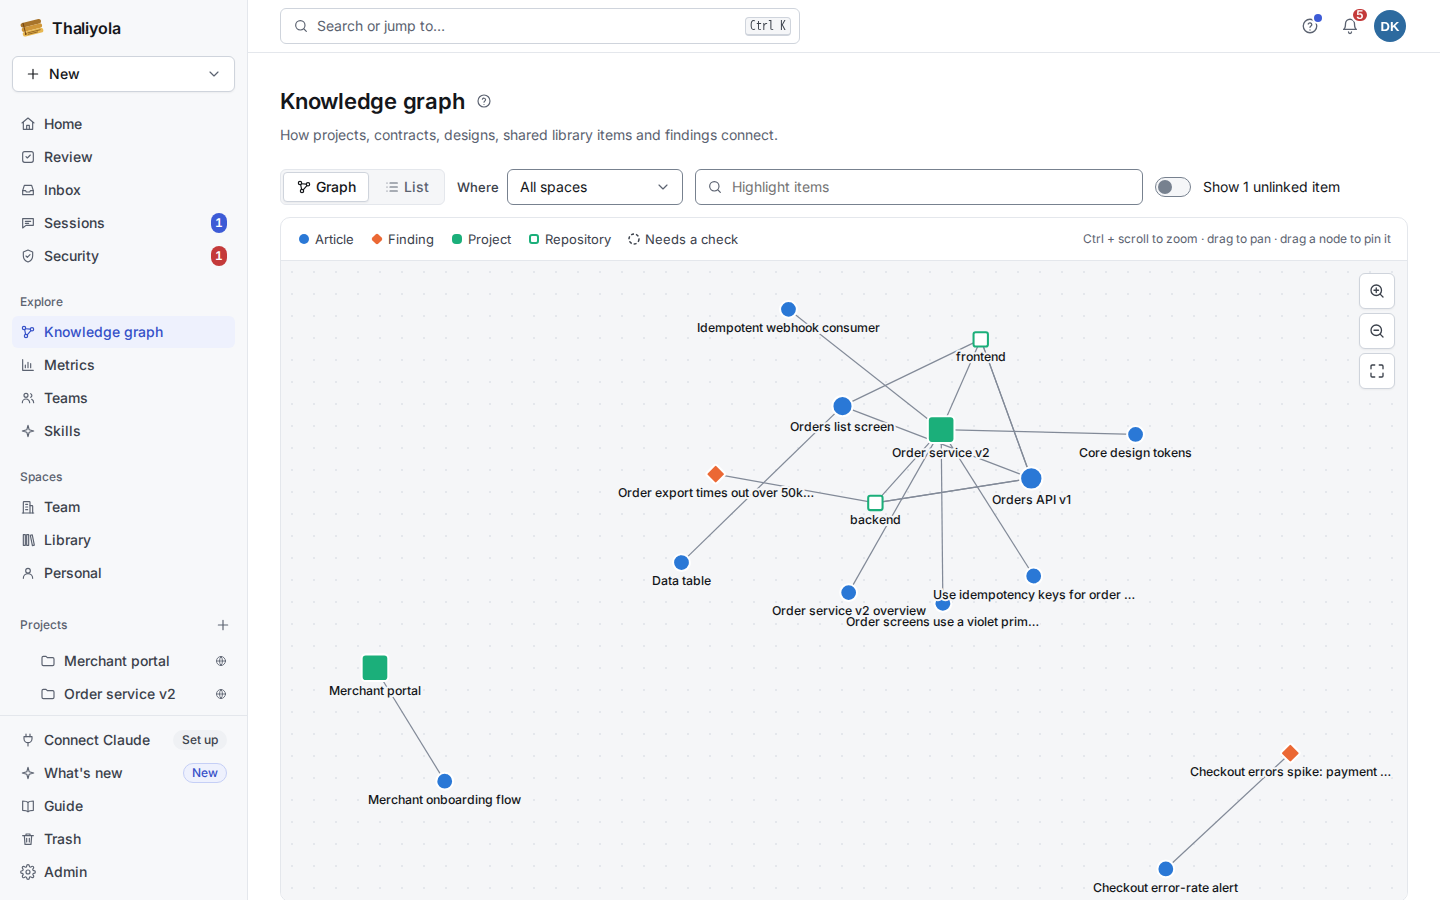 Thaliyola
Search or jump to...
Ctrl K
5
DK
New
Home
Review
Inbox
Sessions
1
Security
1
Explore
Knowledge graph
Metrics
Teams
Skills
Spaces
Team
Library
Personal
Projects
Merchant portal
Order service v2
Connect Claude
Set up
What's new
New
Guide
Trash
Admin
Knowledge graph
How projects, contracts, designs, shared library items and findings connect.
Graph
List
Where
All spaces
Highlight items
Show 1 unlinked item
Article
Finding
Project
Repository
Needs a check
Ctrl + scroll to zoom · drag to pan · drag a node to pin it
Idempotent webhook consumer
frontend
Orders list screen
Order service v2
Core design tokens
Order export times out over 50k...
Orders API v1
backend
Data table
Use idempotency keys for order ...
Order service v2 overview
Order screens use a violet prim...
Merchant portal
Merchant onboarding flow
Checkout errors spike: payment ...
Checkout error-rate alert